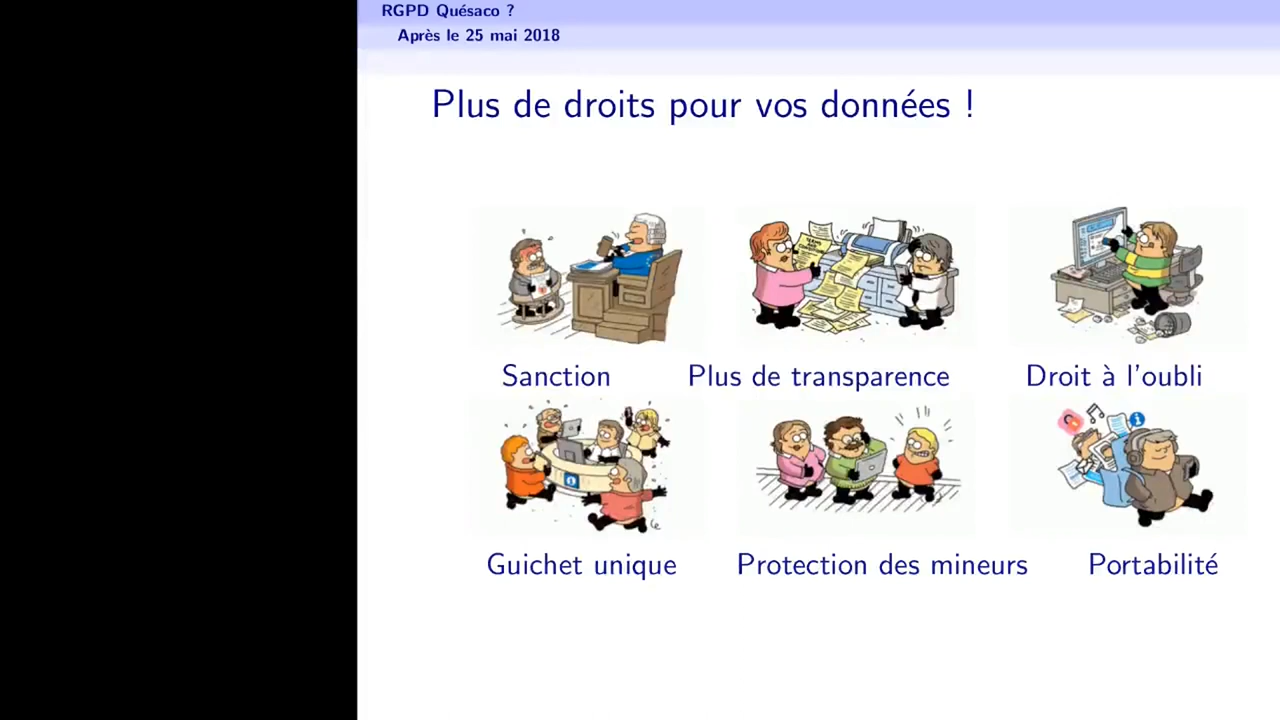 RGPD Quésaco ?
Après le 25 mai 2018
Plus de droits pour vos données !
Sanction
Plus de transparence
Droit à l'oubli
Guichet unique
Protection des mineurs
Portabilité